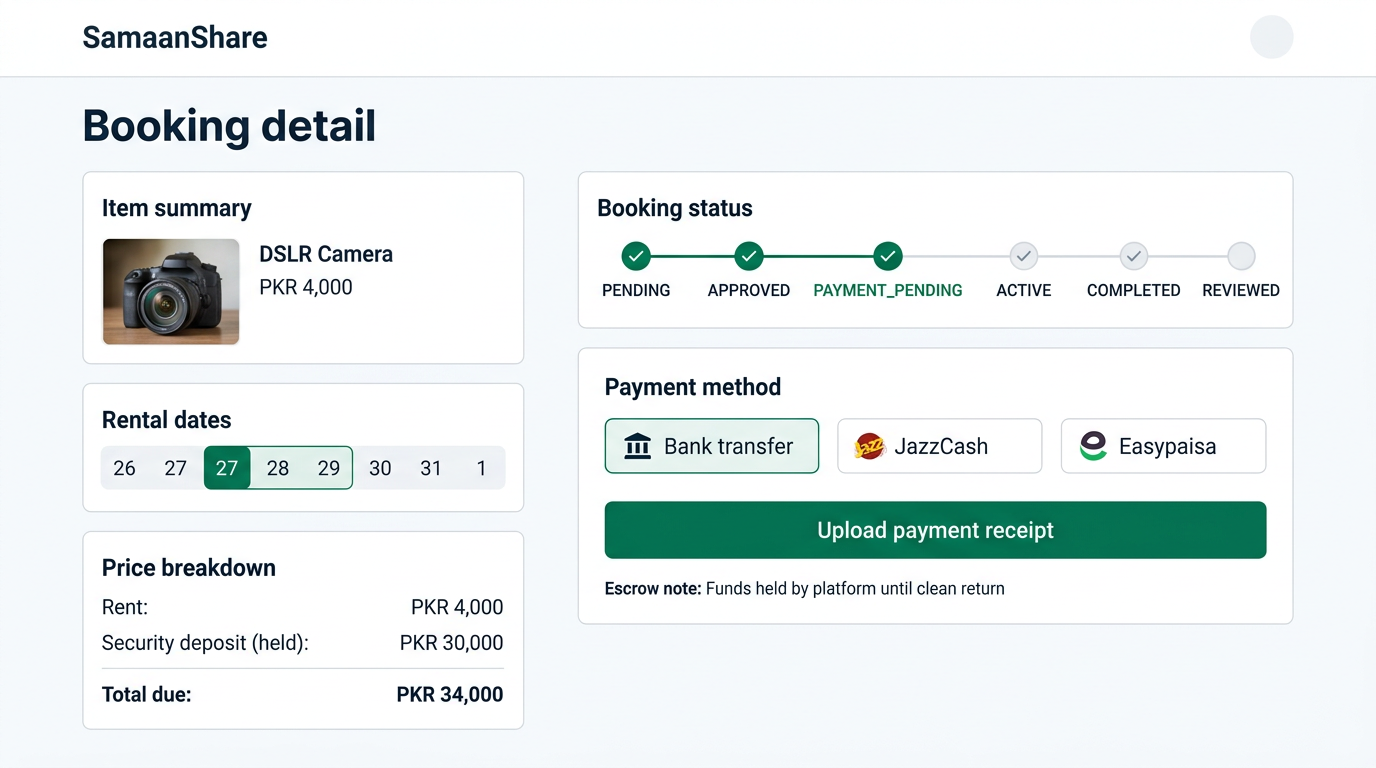 SamaanShare
Booking detail
Item summary
DSLR Camera
PKR 4,000
Rental dates
26 27 27 28 29 30 31 1
Price breakdown
Rent: PKR 4,000
Security deposit (held): PKR 30,000
Total due: PKR 34,000
Booking status
PENDING APPROVED PAYMENT_PENDING ACTIVE COMPLETED REVIEWED
Payment method
Bank transfer Jazz JazzCash Easypaisa
Upload payment receipt
Escrow note: Funds held by platform until clean return